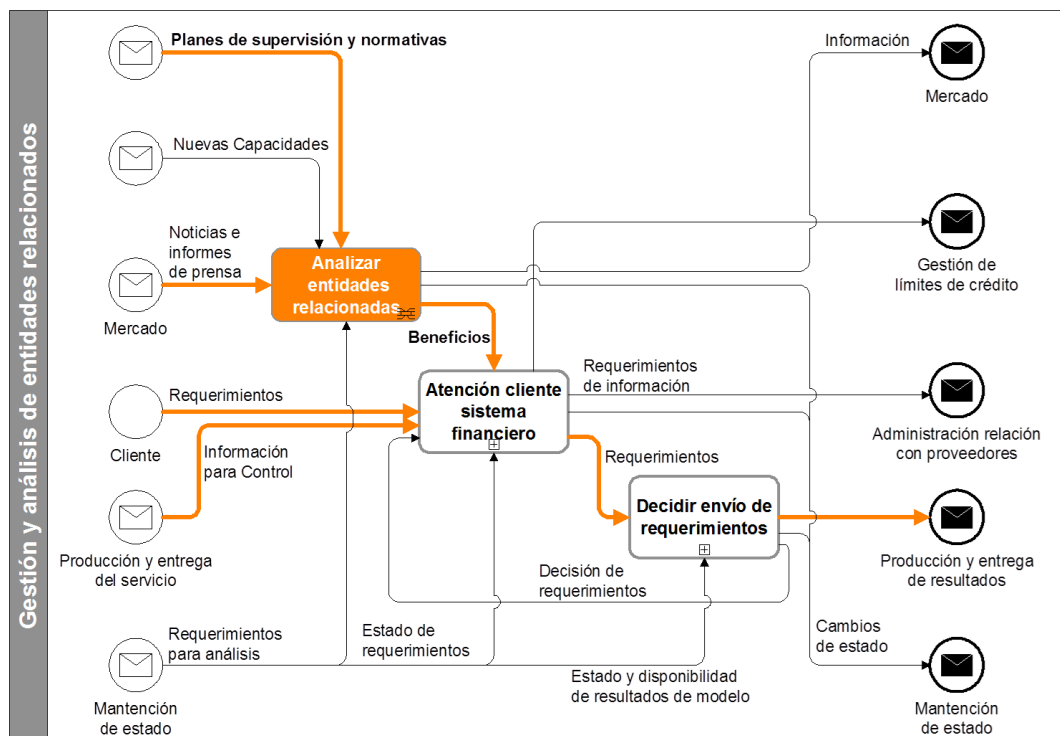 Gestión y análisis de entidades relacionados
Planes de supervisión y normativas
Nuevas Capacidades
Noticias e
informes
de prensa
Mercado
Analizar
entidades
relacionadas
Beneficios
Requerimientos
Cliente
Información
para Control
Producción y entrega
del servicio
Atención cliente
sistema
financiero
Requerimientos
de información
Requerimientos
Decidir envío de
requerimientos
Decisión de
requerimientos
Requerimientos
para análisis
Estado de
requerimientos
Estado y disponibilidad
de resultados de modelo
Mantención
de estado
Información
Mercado
Gestión de
límites de crédito
Administración relación
con proveedores
Producción y entrega
de resultados
Cambios
de estado
Mantención
de estado